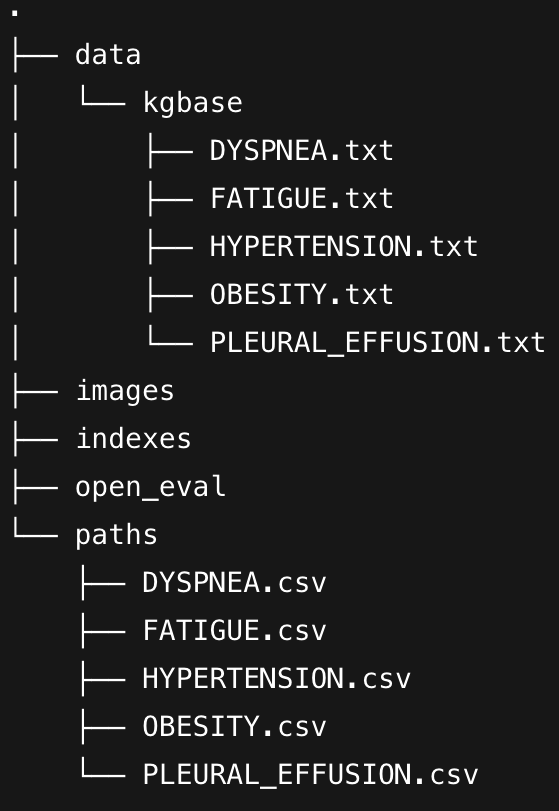 .
├── data
│   └── kgbase
│       ├── DYSPNEA.txt
│       ├── FATIGUE.txt
│       ├── HYPERTENSION.txt
│       ├── OBESITY.txt
│       └── PLEURAL_EFFUSION.txt
├── images
├── indexes
├── open_eval
└── paths
    ├── DYSPNEA.csv
    ├── FATIGUE.csv
    ├── HYPERTENSION.csv
    ├── OBESITY.csv
    └── PLEURAL_EFFUSION.csv